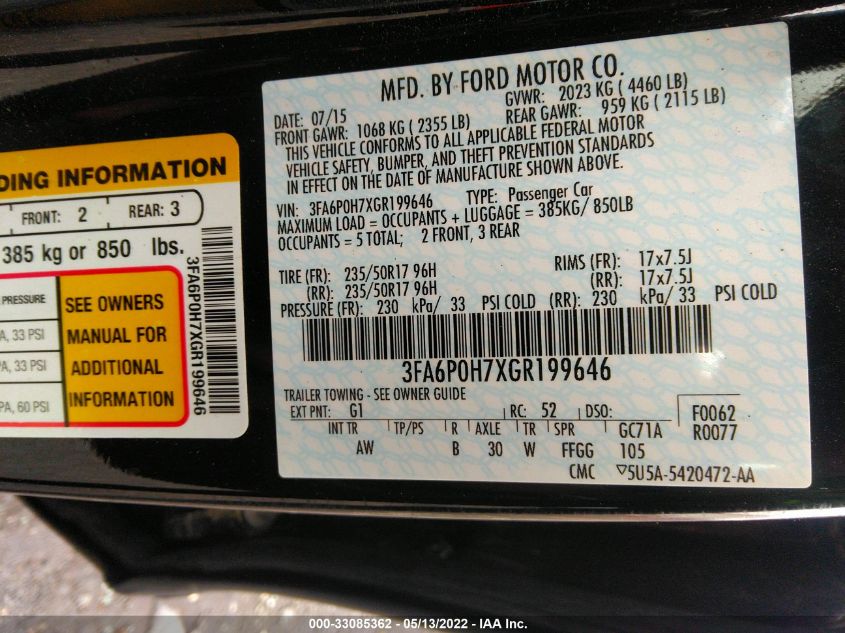 MFD. BY FORD MOTOR CO.
DATE: 07/15 GVWR: 2023 KG ( 4460 LB)
FRONT GAWR: 1068 KG ( 2355 LB) REAR GAWR: 959 KG ( 2115 LB)
THIS VEHICLE CONFORMS TO ALL APPLICABLE FEDERAL MOTOR
VEHICLE SAFETY, BUMPER, AND THEFT PREVENTION STANDARDS
IN EFFECT ON THE DATE OF MANUFACTURE SHOWN ABOVE.
VIN: 3FA6P0H7XGR199646 TYPE: Passenger Car
MAXIMUM LOAD = OCCUPANTS + LUGGAGE = 385KG/ 850LB
OCCUPANTS = 5 TOTAL; 2 FRONT, 3 REAR
TIRE (FR): 235/50R17 96H RIMS (FR): 17x7.5J
(RR): 235/50R17 96H (RR): 17x7.5J
PRESSURE (FR): 230 kPa/ 33 PSI COLD (RR): 230 kPa/ 33 PSI COLD
3FA6P0H7XGR199646
TRAILER TOWING - SEE OWNER GUIDE
EXT PNT: G1 RC: 52 DSO: F0062
INT TR TP/PS R AXLE TR SPR GC71A R0077
AW B 30 W FFGG 105
CMC ▽5U5A-5420472-AA
DING INFORMATION
FRONT: 2 REAR: 3
385 kg or 850 lbs.
PRESSURE
A, 33 PSI
A, 33 PSI
PA, 60 PSI
SEE OWNERS
MANUAL FOR
ADDITIONAL
INFORMATION
3FA6P0H7XGR199646
000-33085362 - 05/13/2022 - IAA Inc.